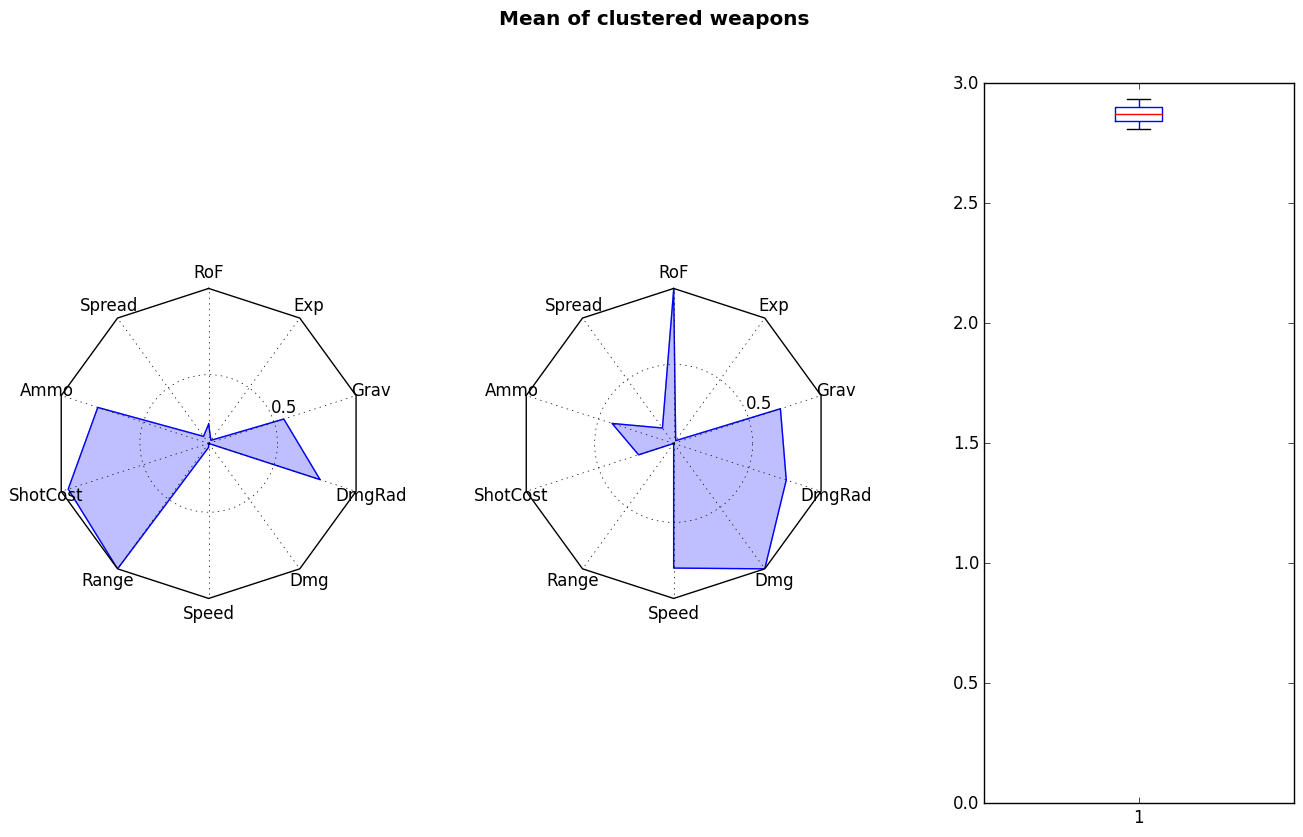 Mean of clustered weapons
RoF
Spread
Exp
Ammo
Grav
0.5
ShotCost
DmgRad
Range
Dmg
Speed
RoF
Spread
Exp
Ammo
Grav
0.5
ShotCost
DmgRad
Range
Dmg
Speed
3.0
2.5
2.0
1.5
1.0
0.5
0.0
1